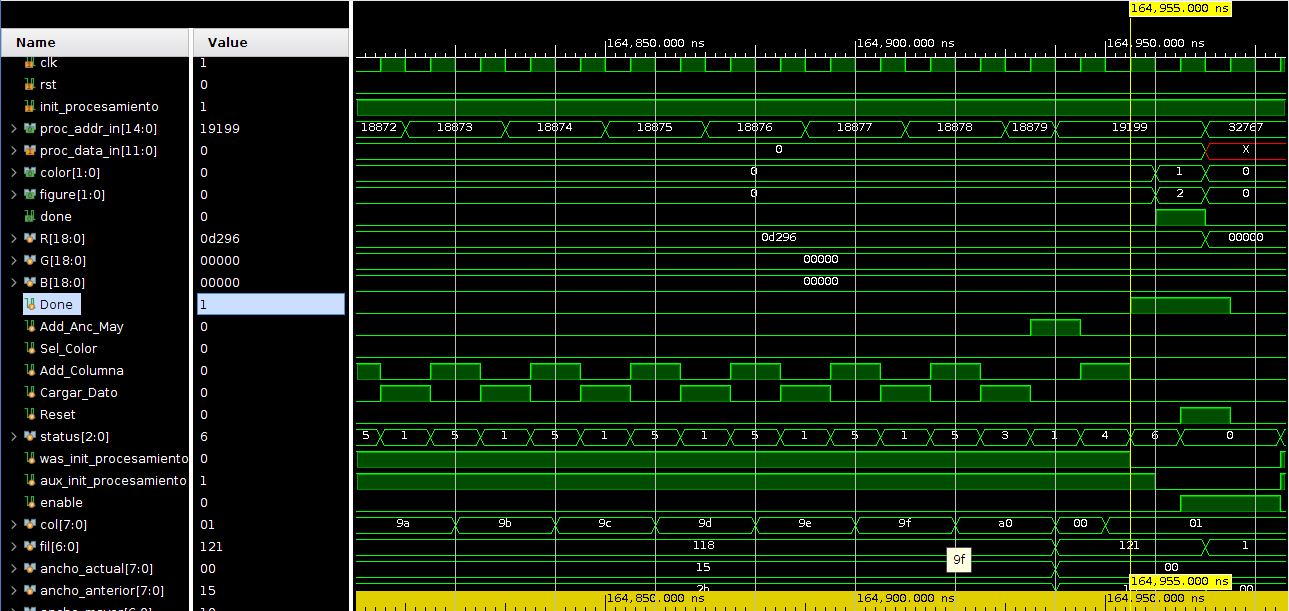 164,955.000 ns
Name Value
164,850.000 ns 164,900.000 ns 164,950.000 ns
clk 1
rst 0
init_procesamiento 1
proc_addr_in[14:0] 19199 18872 18873 18874 18875 18876 18877 18878 18879 19199 32767
proc_data_in[11:0] 0 0 X
color[1:0] 0 0 1 0
figure[1:0] 0 0 2 0
done 0
R[18:0] 0d296 0d296 00000
G[18:0] 00000 00000
B[18:0] 00000 00000
Done 1
Add_Anc_May 0
Sel_Color 0
Add_Columna 0
Cargar_Dato 0
Reset 0
status[2:0] 6 5 1 5 1 5 1 5 1 5 1 5 1 5 3 1 4 6 0
was_init_procesamiento 0
aux_init_procesamiento 1
enable 0
col[7:0] 01 9a 9b 9c 9d 9e 9f a0 00 01
fil[6:0] 121 118 121 1
9f
ancho_actual[7:0] 00 15 00
ancho_anterior[7:0] 15 2b 00
164,955.000 ns
164,850.000 ns 164,900.000 ns 164,950.000 ns